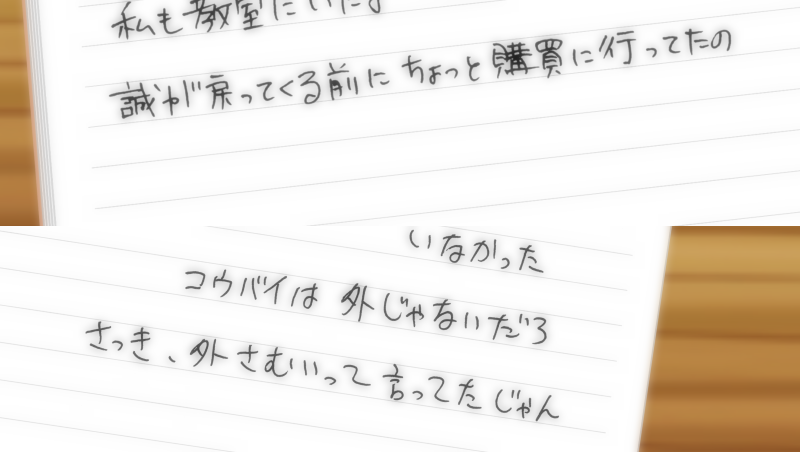 私も教室にいたよ
誠が戻ってくる前にちょっと購買に行ってたの
いなかった
コウバイは外じゃないだろ
さっき、外さむいって言ってたじゃん